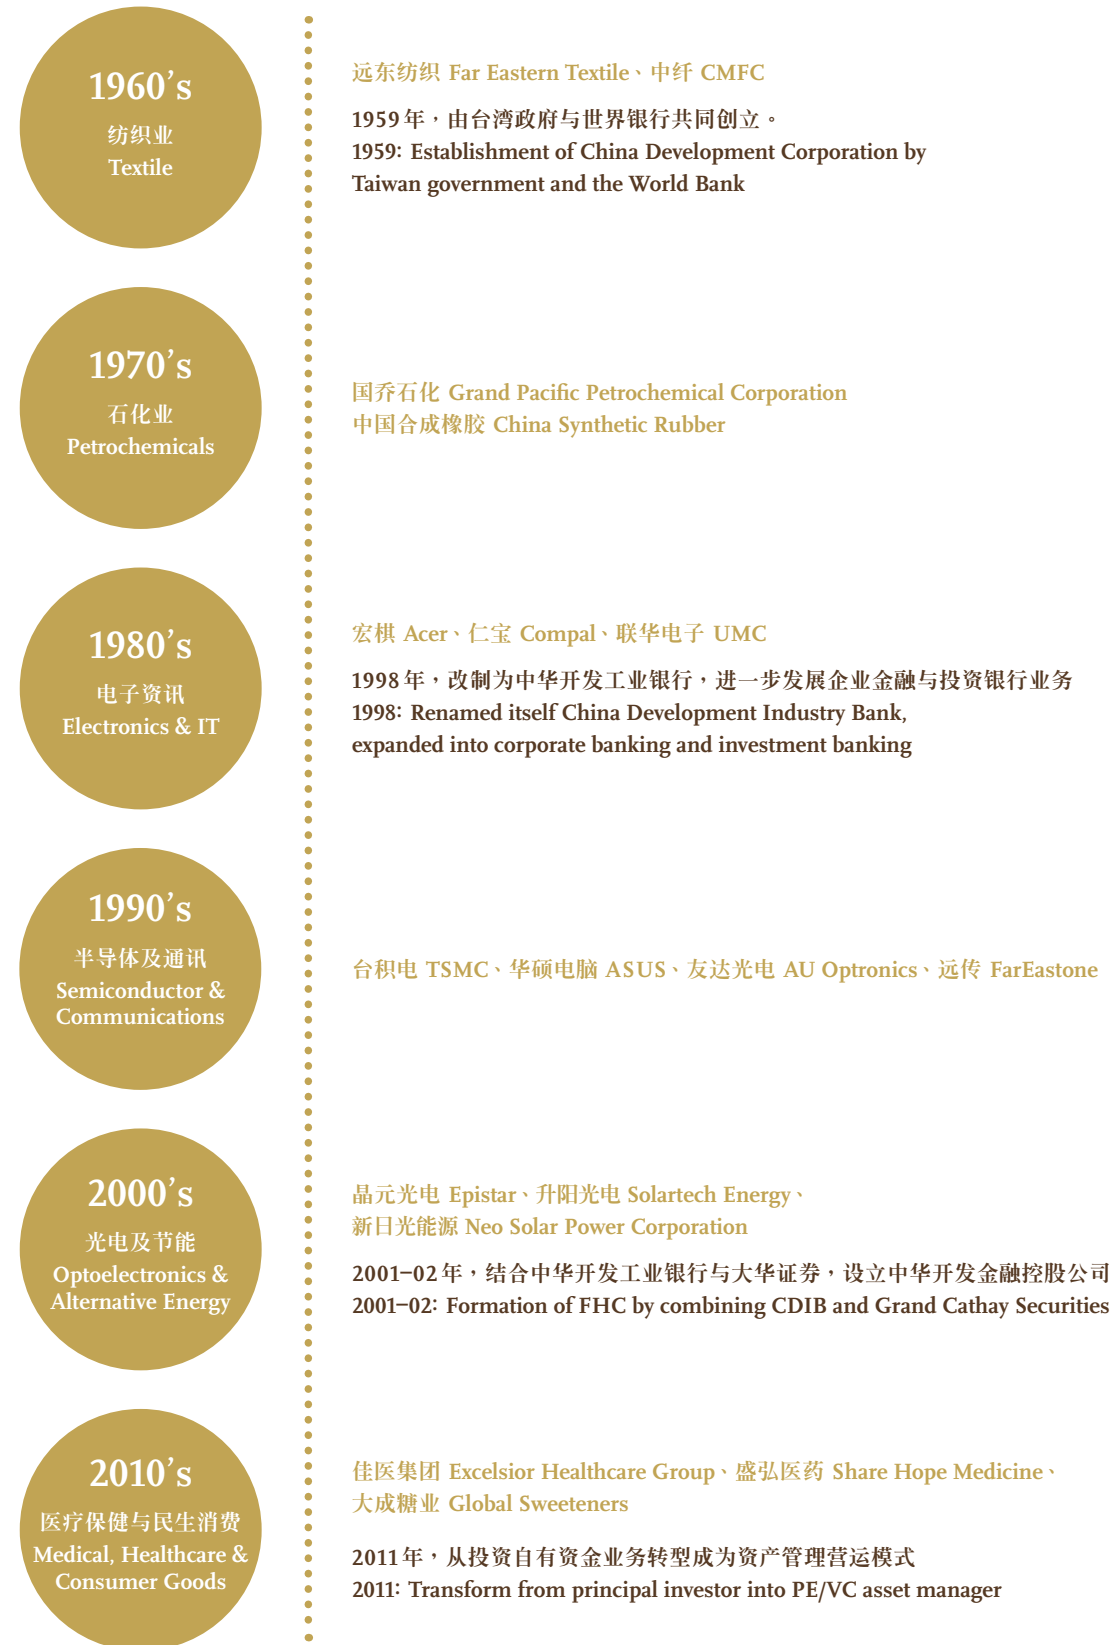 1960’s
纺织业
Textile
远东纺织 Far Eastern Textile、中纤 CMFC
1959年，由台湾政府与世界银行共同创立。
1959: Establishment of China Development Corporation by
Taiwan government and the World Bank
1970’s
石化业
Petrochemicals
国乔石化 Grand Pacific Petrochemical Corporation
中国合成橡胶 China Synthetic Rubber
1980’s
电子资讯
Electronics & IT
宏棋 Acer、仁宝 Compal、联华电子 UMC
1998年，改制为中华开发工业银行，进一步发展企业金融与投资银行业务
1998: Renamed itself China Development Industry Bank,
expanded into corporate banking and investment banking
1990’s
半导体及通讯
Semiconductor &
Communications
台积电 TSMC、华硕电脑 ASUS、友达光电 AU Optronics、远传 FarEastone
2000’s
光电及节能
Optoelectronics &
Alternative Energy
晶元光电 Epistar、升阳光电 Solartech Energy、
新日光能源 Neo Solar Power Corporation
2001–02年，结合中华开发工业银行与大华证券，设立中华开发金融控股公司
2001–02: Formation of FHC by combining CDIB and Grand Cathay Securities
2010’s
医疗保健与民生消费
Medical, Healthcare &
Consumer Goods
佳医集团 Excelsior Healthcare Group、盛弘医药 Share Hope Medicine、
大成糖业 Global Sweeteners
2011年，从投资自有资金业务转型成为资产管理营运模式
2011: Transform from principal investor into PE/VC asset manager